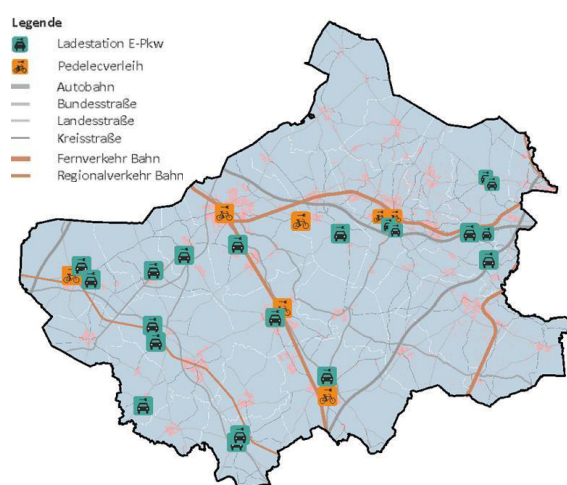 Legende
Ladestation E-Pkw
Pedelecverleih
Autobahn
Bundesstraße
Landesstraße
Kreisstraße
Fernverkehr Bahn
Regionalverkehr Bahn